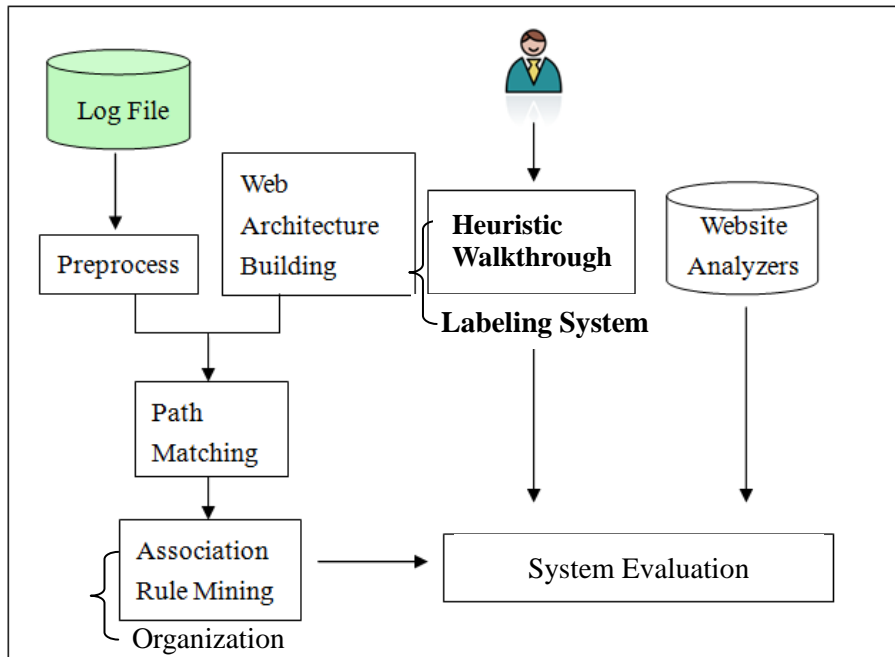 Log File
Preprocess
Web
Architecture
Building
Heuristic
Walkthrough
Labeling System
Website
Analyzers
Path
Matching
Association
Rule Mining
Organization
System Evaluation